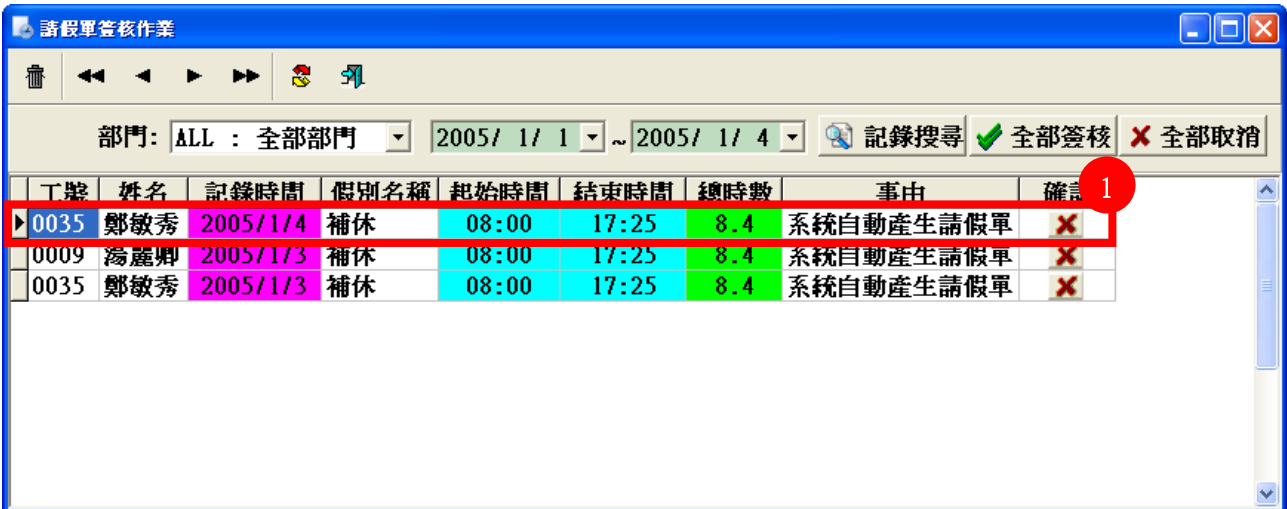 請假單簽核作業
部門: ALL : 全部部門 2005/ 1/ 1 ~ 2005/ 1/ 4 記錄搜尋 全部簽核 全部取消
工號 姓名 記錄時間 假別名稱 起始時間 結束時間 總時數 事由 確認 1
0035 鄭敏秀 2005/1/4 補休 08:00 17:25 8.4 系統自動產生請假單
0009 湯麗卿 2005/1/3 補休 08:00 17:25 8.4 系統自動產生請假單
0035 鄭敏秀 2005/1/3 補休 08:00 17:25 8.4 系統自動產生請假單